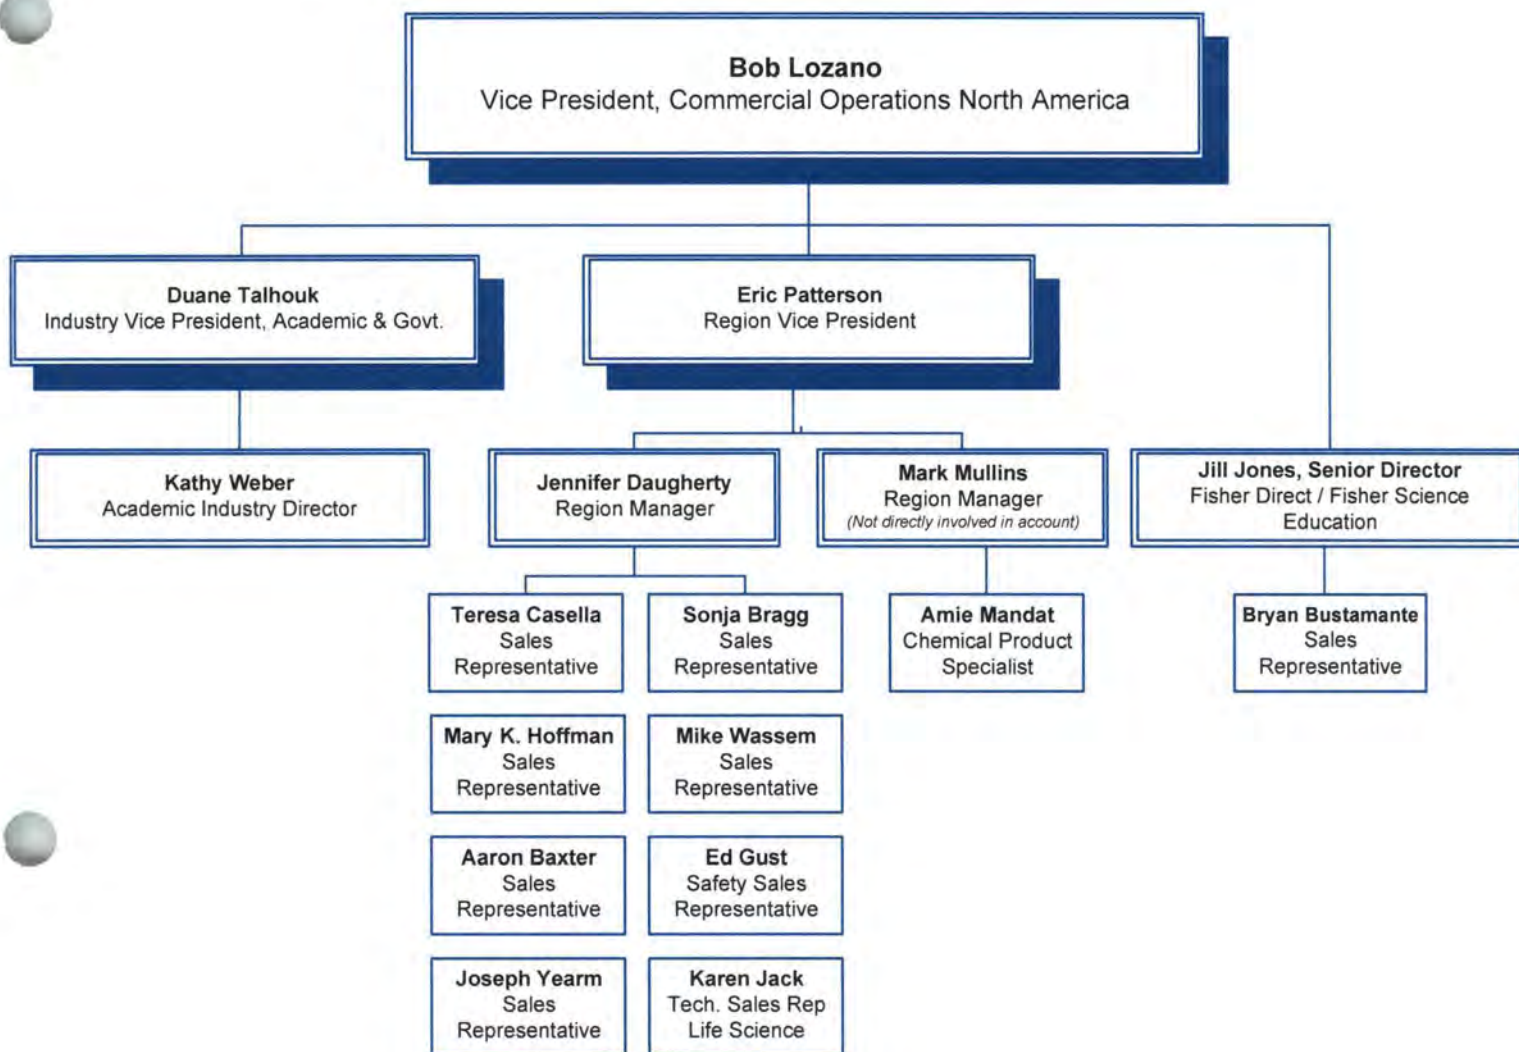 Bob Lozano
Vice President, Commercial Operations North America
Duane Talhouk
Industry Vice President, Academic & Govt.
Eric Patterson
Region Vice President
Kathy Weber
Academic Industry Director
Jennifer Daugherty
Region Manager
Mark Mullins
Region Manager
(Not directly involved in account)
Jill Jones, Senior Director
Fisher Direct / Fisher Science
Education
Teresa Casella
Sales
Representative
Sonja Bragg
Sales
Representative
Amie Mandat
Chemical Product
Specialist
Bryan Bustamante
Sales
Representative
Mary K. Hoffman
Sales
Representative
Mike Wassem
Sales
Representative
Aaron Baxter
Sales
Representative
Ed Gust
Safety Sales
Representative
Joseph Yearm
Sales
Representative
Karen Jack
Tech. Sales Rep
Life Science